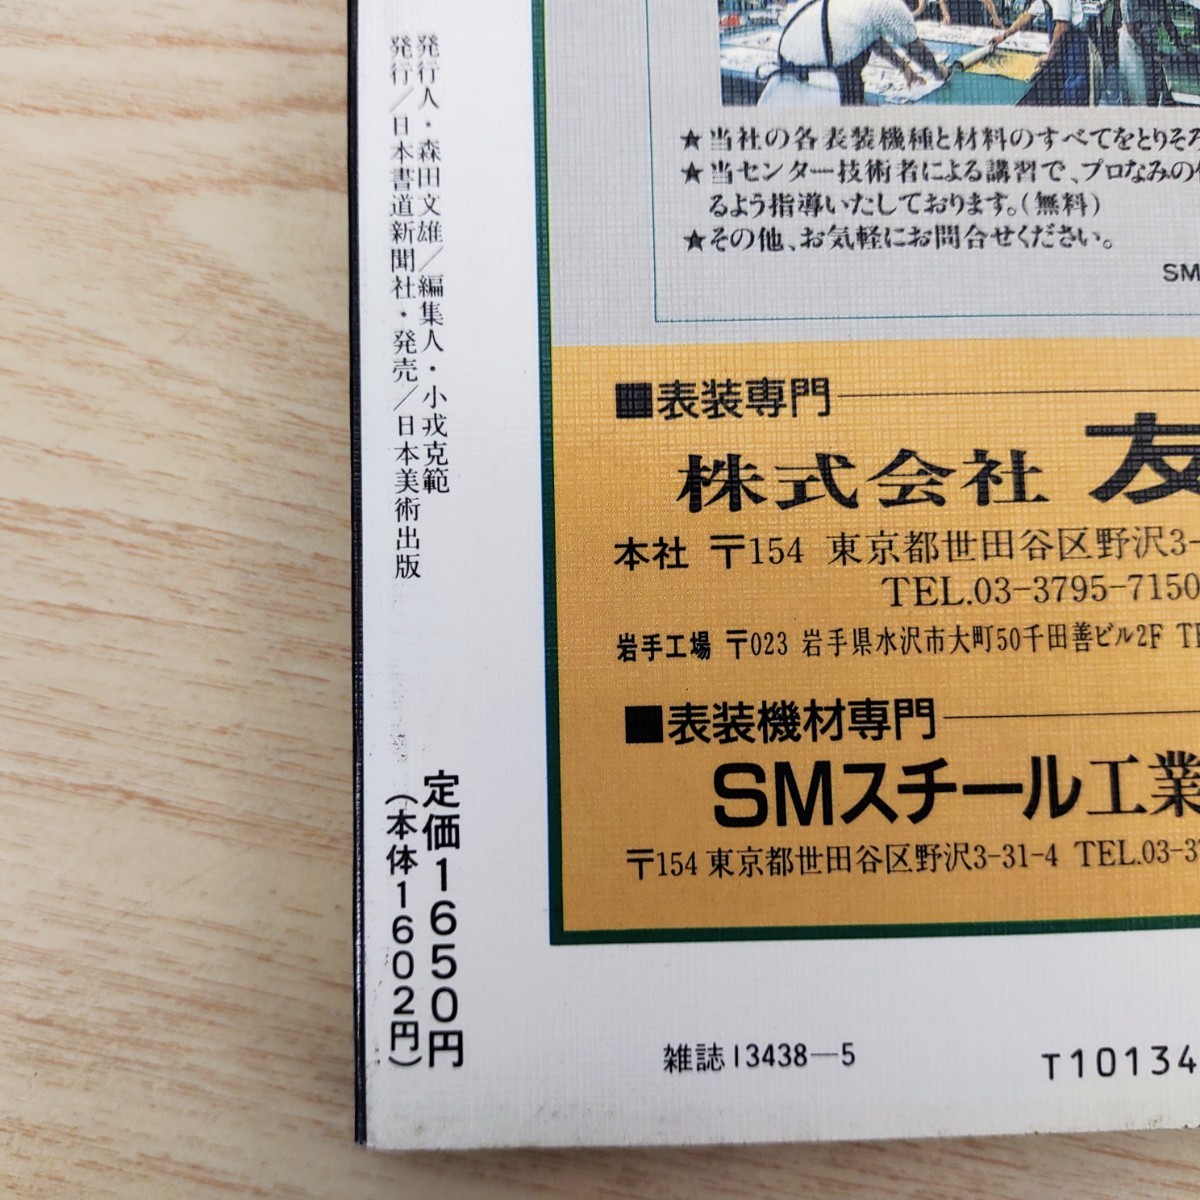 発行人・森田文雄/編集人・小戎克範
発行/日本書道新聞社・発売/日本美術出版
定価1650円
(本体1602円)
★当社の各表装機種と材料のすべてをとりそろ
★当センター技術者による講習で、プロなみの
るよう指導いたしております。(無料)
★その他、お気軽にお問合せください。
SM
■表装専門
株式会社 友
本社 〒154 東京都世田谷区野沢3-
TEL.03-3795-7150
岩手工場 〒023 岩手県水沢市大町50千田善ビル2F TE
■表装機材専門
SMスチール工業
〒154 東京都世田谷区野沢3-31-4 TEL.03-37
雑誌13438-5
T10134